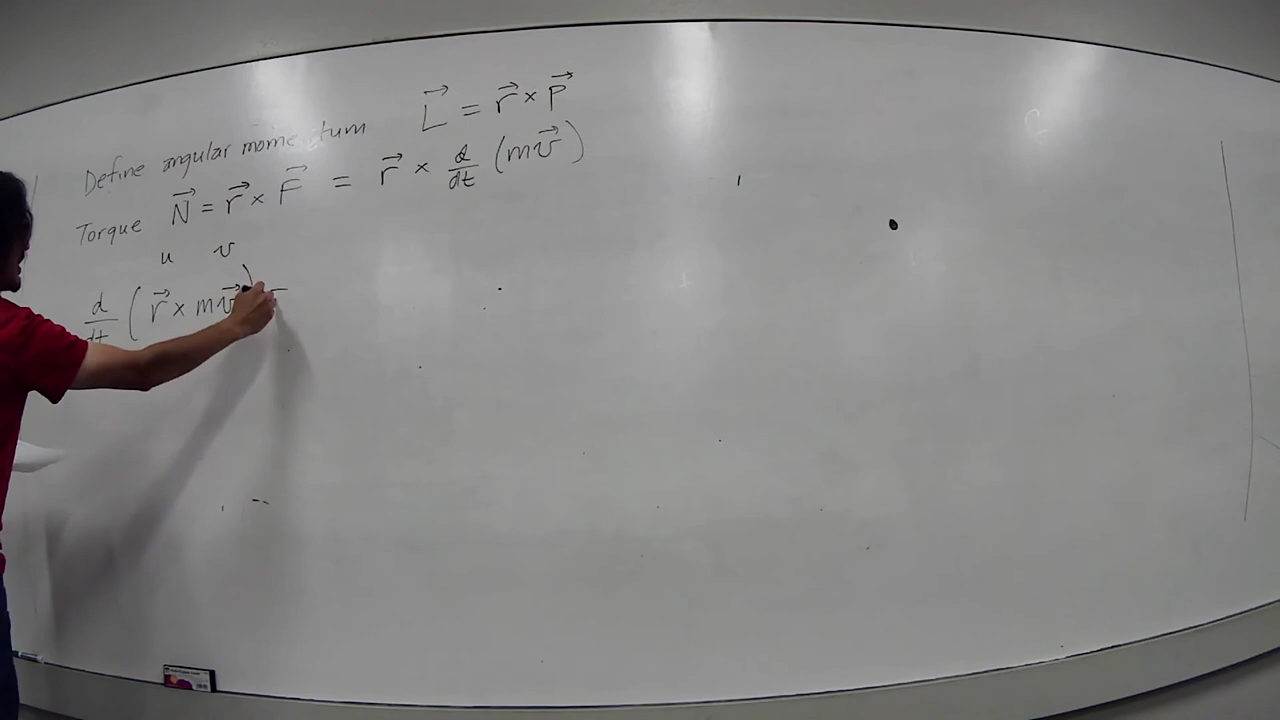 Define angular momentum L⃗ = r⃗ × P⃗
Torque N⃗ = r⃗ × F⃗ = r⃗ × d/dt (mv⃗)
u v
d/dt (r⃗ × mv⃗)